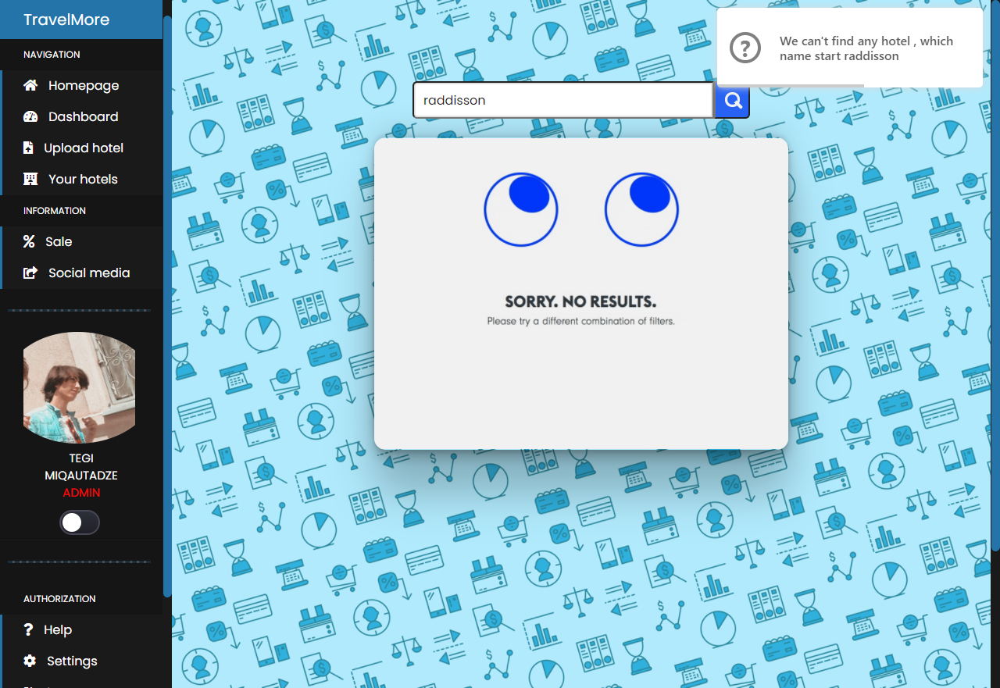 TravelMore
NAVIGATION
Homepage
Dashboard
Upload hotel
Your hotels
INFORMATION
Sale
Social media
TEGI
MIQAUTADZE
ADMIN
AUTHORIZATION
Help
Settings
We can't find any hotel , which
name start raddisson
raddisson
SORRY. NO RESULTS.
Please try a different combination of filters.